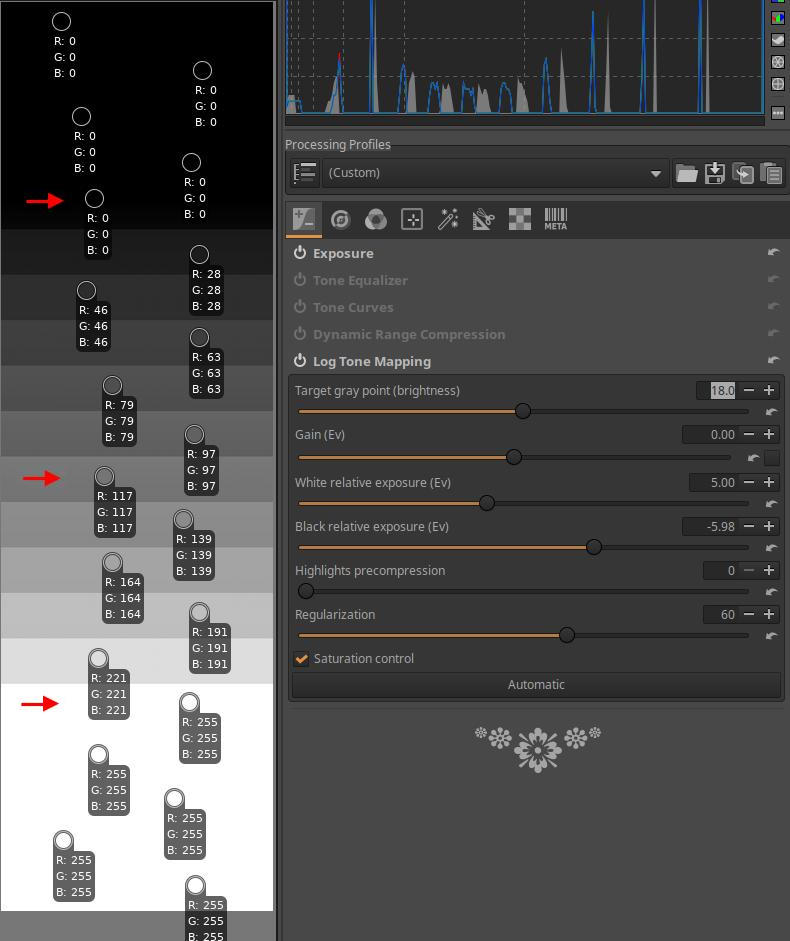 R: 0
G: 0
B: 0
R: 0
G: 0
B: 0
R: 0
G: 0
B: 0
R: 0
G: 0
B: 0
R: 0
G: 0
B: 0
R: 28
G: 28
B: 28
R: 46
G: 46
B: 46
R: 63
G: 63
B: 63
R: 79
G: 79
B: 79
R: 97
G: 97
B: 97
R: 117
G: 117
B: 117
R: 139
G: 139
B: 139
R: 164
G: 164
B: 164
R: 191
G: 191
B: 191
R: 221
G: 221
B: 221
R: 255
G: 255
B: 255
R: 255
G: 255
B: 255
R: 255
G: 255
B: 255
R: 255
G: 255
B: 255
R: 255
G: 255
B: 255
Processing Profiles
(Custom)
META
Exposure
Tone Equalizer
Tone Curves
Dynamic Range Compression
Log Tone Mapping
Target gray point (brightness) 18.0
Gain (Ev) 0.00
White relative exposure (Ev) 5.00
Black relative exposure (Ev) -5.98
Highlights precompression 0
Regularization 60
Saturation control
Automatic